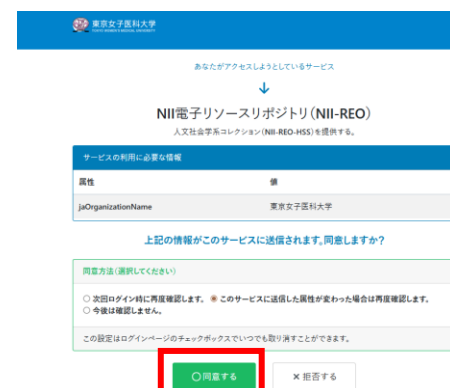 東京女子医科大学
TOKYO WOMEN'S MEDICAL UNIVERSITY
あなたがアクセスしようとしているサービス
↓
NII電子リソースリポジトリ(NII-REO)
人文社会学系コレクション(NII-REO-HSS)を提供する。
サービスの利用に必要な情報
属性 値
jaOrganizationName 東京女子医科大学
上記の情報がこのサービスに送信されます。同意しますか?
同意方法(選択してください)
次回ログイン時に再度確認します。 このサービスに送信した属性が変わった場合は再度確認します。
今後は確認しません。
この設定はログインページのチェックボックスでいつでも取り消すことができます。
〇同意する ×拒否する